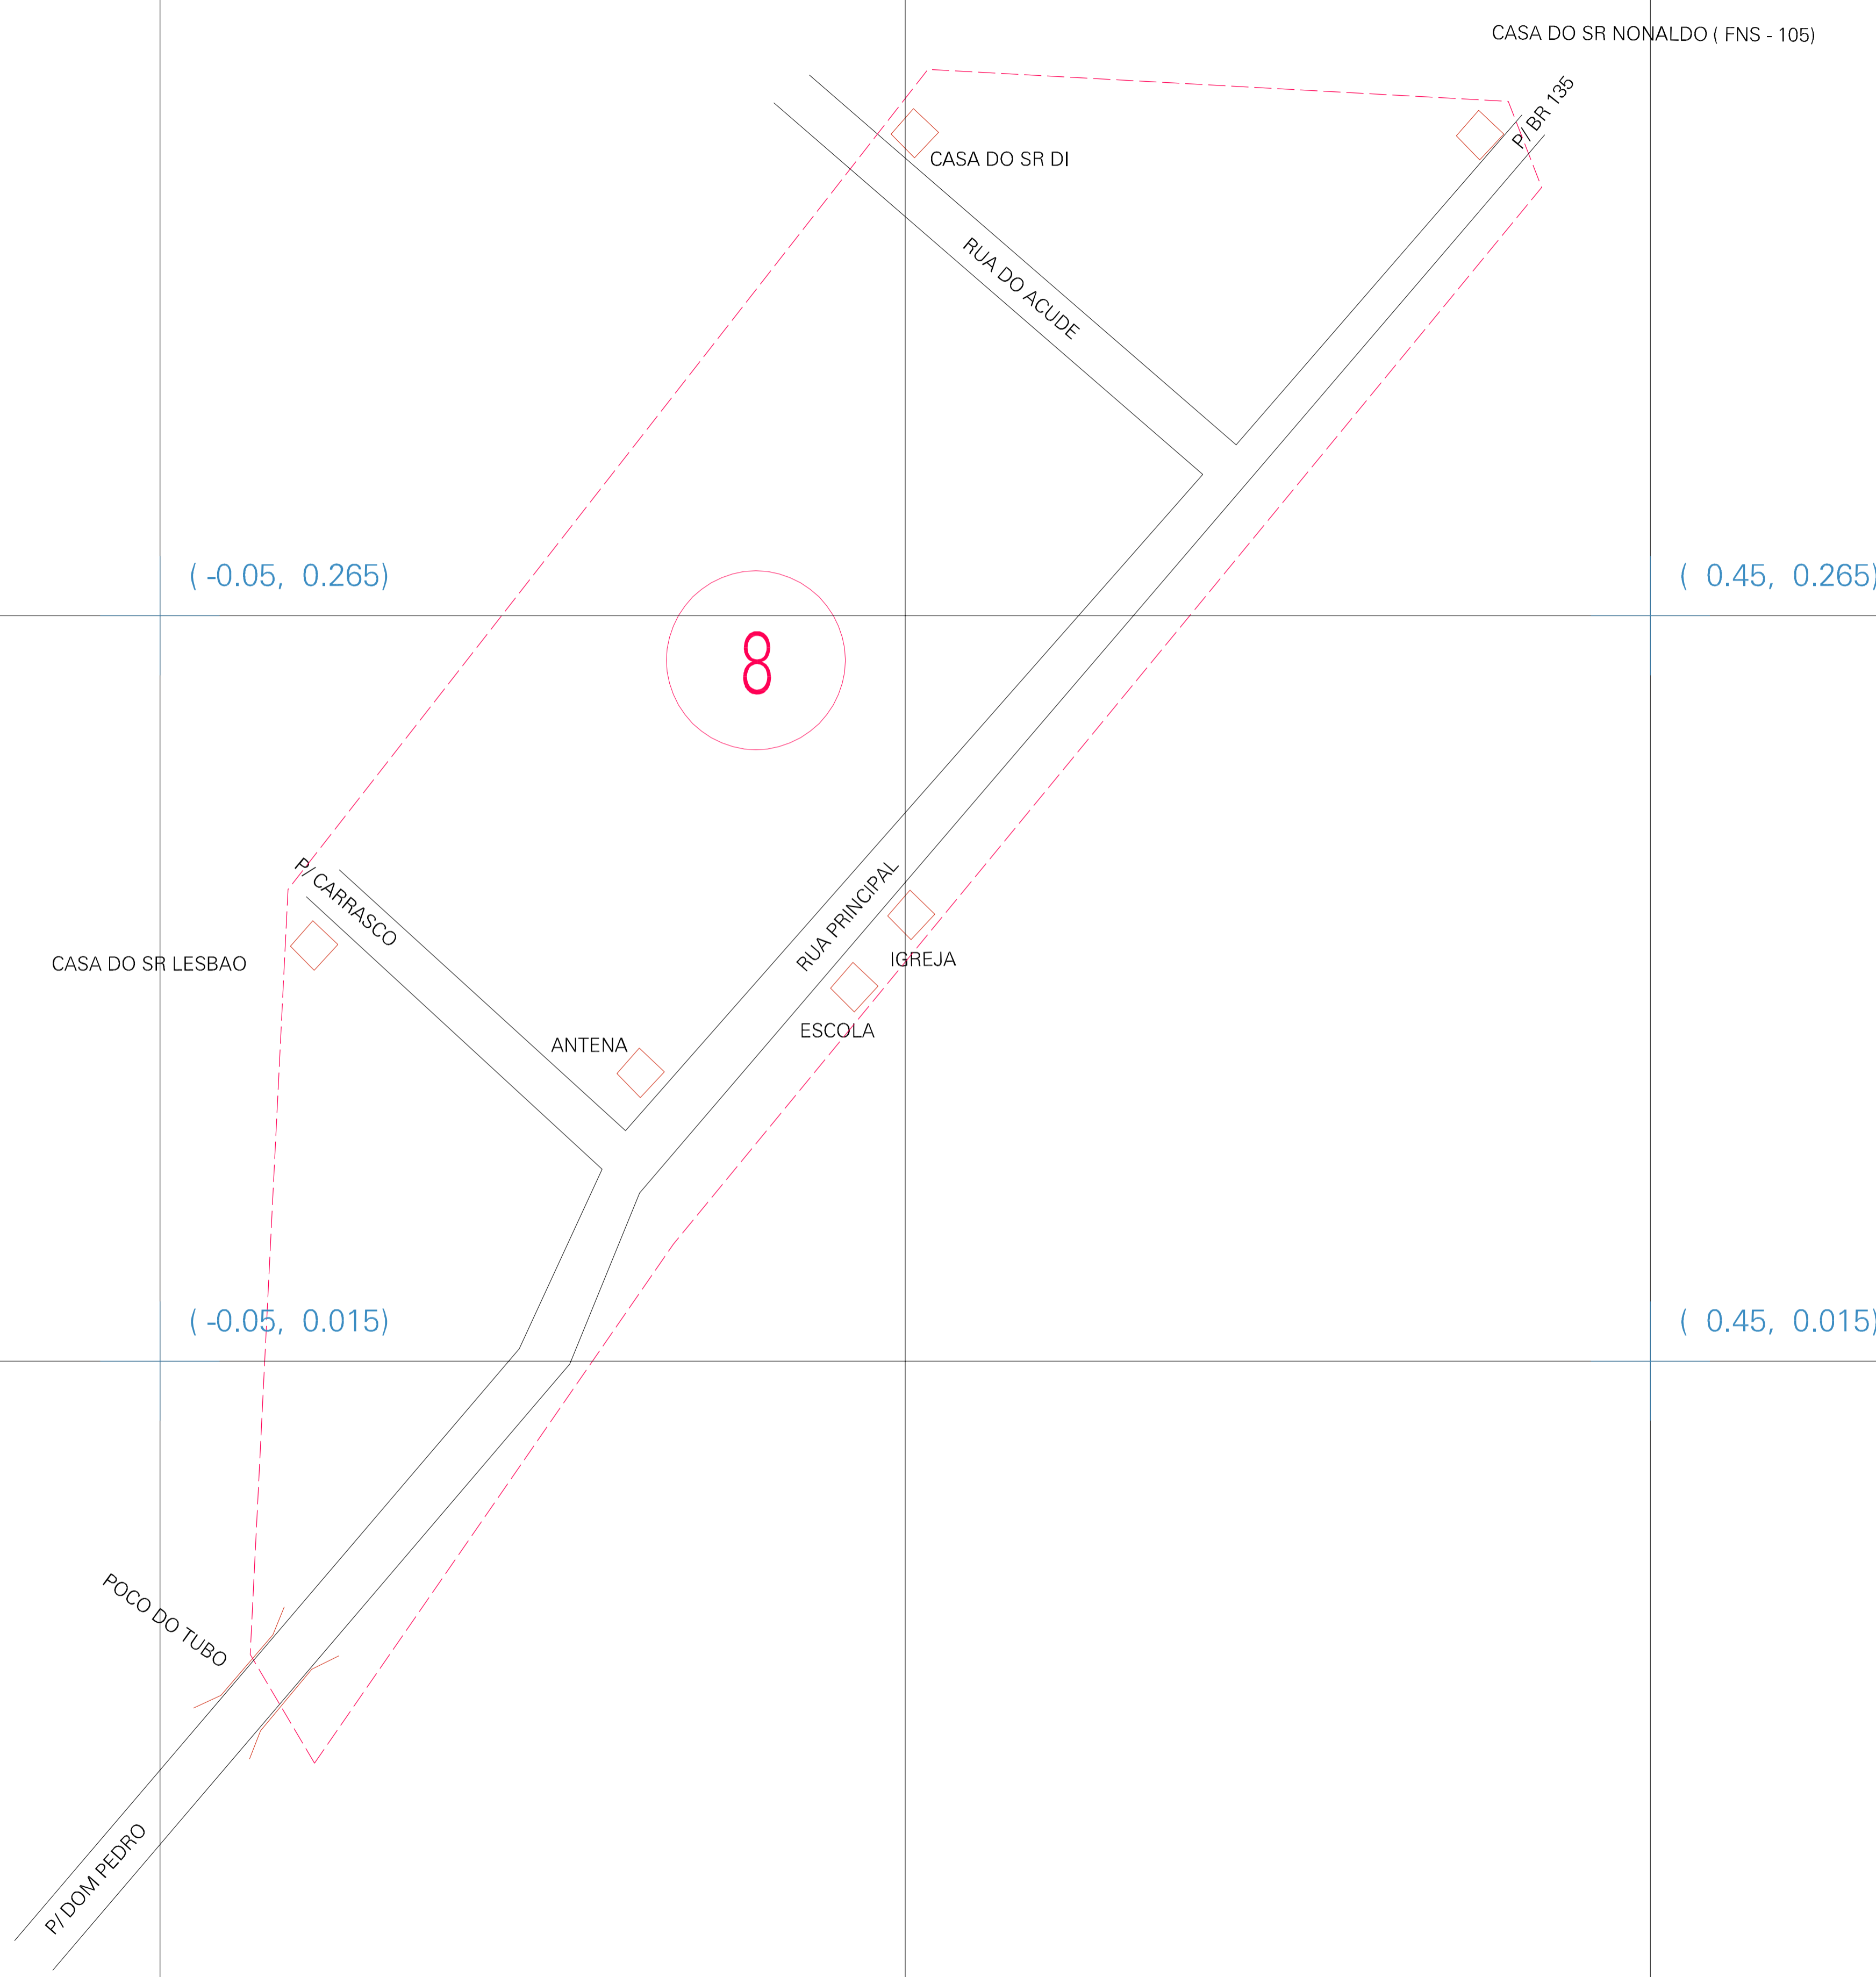 CASA DO SR NONALDO ( FNS - 105)
P/ BR 135
CASA DO SR DI
RUA DO ACUDE
( -0.05, 0.265)
( 0.45, 0.265)
8
P/ CARRASCO
RUA PRINCIPAL
CASA DO SR LESBAO
IGREJA
ESCOLA
ANTENA
( -0.05, 0.015)
( 0.45, 0.015)
POCO DO TUBO
P/ DOM PEDRO